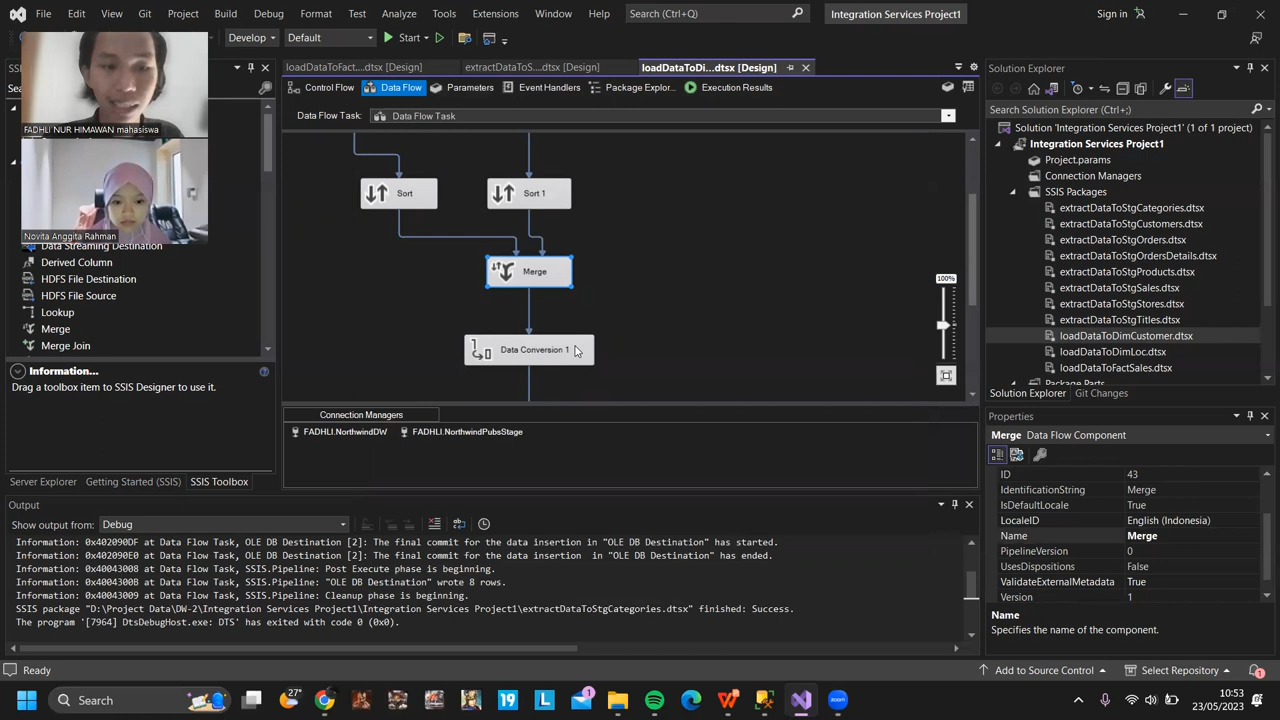 File Edit View Git Project Build Debug Format Tools Analyze Extensions Window Help Search (Ctrl+;) Integration Services Project1 Sign in
Develop Default Start
FADHLI NUR HIMAWAN mahasiswa
Novita Anggita Rahman
Data Streaming Destination
Derived Column
HDFS File Destination
HDFS File Source
Lookup
Merge
Merge Join
Information...
Drag a toolbox item to SSIS Designer to use it.
Server Explorer Getting Started (SSIS) SSIS Toolbox
loadDataToFact....dtsx [Design] extractDataToS....dtsx [Design] loadDataToDi....dtsx [Design]
Control Flow Data Flow Parameters Event Handlers Package Explor... Execution Results
Data Flow Task: Data Flow Task
Sort Sort 1
Merge
100%
Data Conversion 1
Connection Managers
FADHLI.NorthwindDW FADHLI.NorthwindPubsStage
Solution Explorer
Search Solution Explorer (Ctrl+;)
Solution 'Integration Services Project1' (1 of 1 project)
Integration Services Project1
Project.params
Connection Managers
SSIS Packages
extractDataToStgCategories.dtsx
extractDataToStgCustomers.dtsx
extractDataToStgOrders.dtsx
extractDataToStgOrdersDetails.dtsx
extractDataToStgProducts.dtsx
extractDataToStgSales.dtsx
extractDataToStgStores.dtsx
extractDataToStgTitles.dtsx
loadDataToDimCustomer.dtsx
loadDataToDimLoc.dtsx
loadDataToFactSales.dtsx
Package Parts
Solution Explorer Git Changes
Properties
Merge Data Flow Component
ID 43
IdentificationString Merge
IsDefaultLocale True
LocaleID English (Indonesia)
Name Merge
PipelineVersion 0
UsesDispositions False
ValidateExternalMetadata True
Version 1
Name
Specifies the name of the component.
Output
Show output from: Debug
Information: 0x402090DF at Data Flow Task, OLE DB Destination [2]: The final commit for the data insertion in "OLE DB Destination" has started.
Information: 0x402090E0 at Data Flow Task, OLE DB Destination [2]: The final commit for the data insertion in "OLE DB Destination" has ended.
Information: 0x40043008 at Data Flow Task, SSIS.Pipeline: Post Execute phase is beginning.
Information: 0x4004300B at Data Flow Task, SSIS.Pipeline: "OLE DB Destination" wrote 8 rows.
Information: 0x40043009 at Data Flow Task, SSIS.Pipeline: Cleanup phase is beginning.
SSIS package "D:\Project Data\DW-2\Integration Services Project1\Integration Services Project1\extractDataToStgCategories.dtsx" finished: Success.
The program '[7964] DtsDebugHost.exe: DTS' has exited with code 0 (0x0).
Ready Add to Source Control Select Repository 1
Search 27° 19 L 1 10:53
23/05/2023